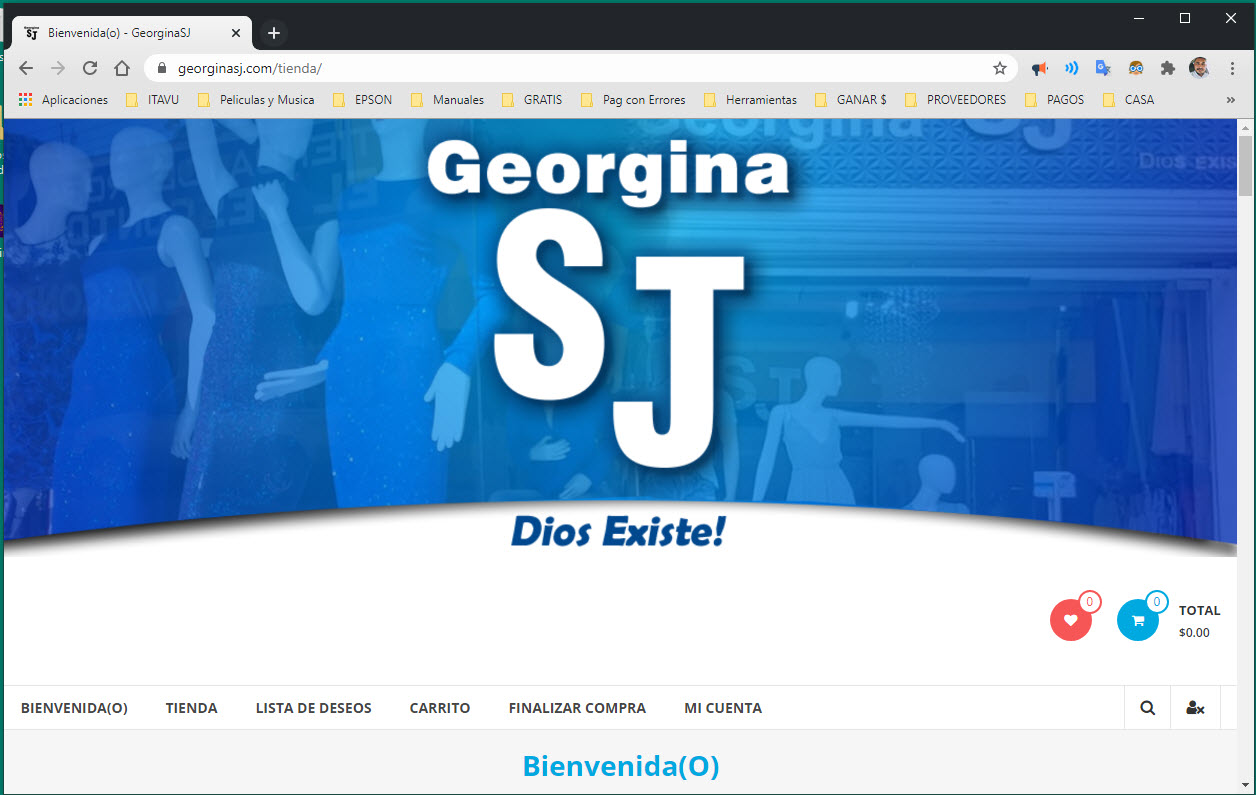 Bienvenida(o) - GeorginaSJ
georginasj.com/tienda/
Aplicaciones ITAVU Peliculas y Musica EPSON Manuales GRATIS Pag con Errores Herramientas GANAR $ PROVEEDORES PAGOS CASA
Georgina
SJ
Dios Existe!
0 0 TOTAL
$0.00
BIENVENIDA(O) TIENDA LISTA DE DESEOS CARRITO FINALIZAR COMPRA MI CUENTA
Bienvenida(O)